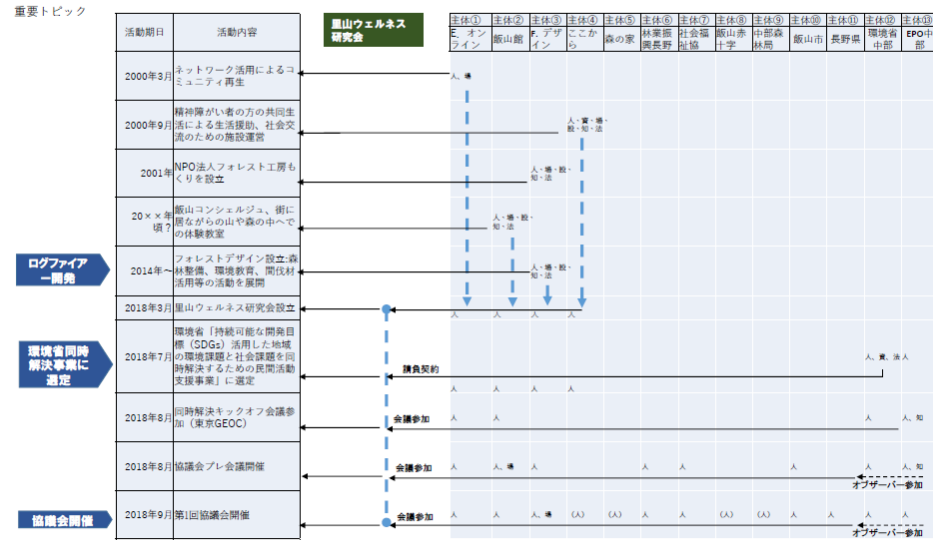 重要トピック
里山ウェルネス
研究会
活動期日
活動内容
主体①
主体②
主体③
主体④
主体⑤
主体⑥
主体⑦
主体⑧
主体⑨
主体⑩
主体⑪
主体⑫
主体⑬
E．オン
ライン
飯山館
F．デザ
イン
ここか
ら
森の家
林業振
興長野
社会福
祉協
飯山赤
十字
中部森
林局
飯山市
長野県
環境省
中部
EPO中
部
2000年3月
ネットワーク活用によるコ
ミュニティ再生
人、場
2000年9月
精神障がい者の方の共同生
活による生活援助、社会交
流のための施設運営
人・資・場・
設・知・法
2001年
NPO法人フォレスト工房も
くりを設立
人・場・設・
知・法
20××年
頃？
飯山コンシェルジュ、街に
居ながらの山や森の中へで
の体験教室
人・場・設・
知・法
ログファイア
ー開発
2014年～
フォレストデザイン設立:森
林整備、環境教育、間伐材
活用等の活動を展開
人・場・設・
知・法
2018年3月
里山ウェルネス研究会設立
人
人
人
人
環境省同時
解決事業に
選定
2018年7月
環境省「持続可能な開発目
標（SDGs）活用した地域
の環境課題と社会課題を同
時解決するための民間活動
支援事業」に選定
請負契約
人、資、法
人
人
人
人
人
2018年8月
同時解決キックオフ会議参
加（東京GEOC）
会議参加
人
人
人
人、知
2018年8月
協議会プレ会議開催
会議参加
人
人、場
人
人
人
人
人
人、知
オブザーバー参加
協議会開催
2018年9月
第1回協議会開催
会議参加
人
人
人、場
（人）
（人）
人
人
（人）
（人）
人
人
人
人
オブザーバー参加